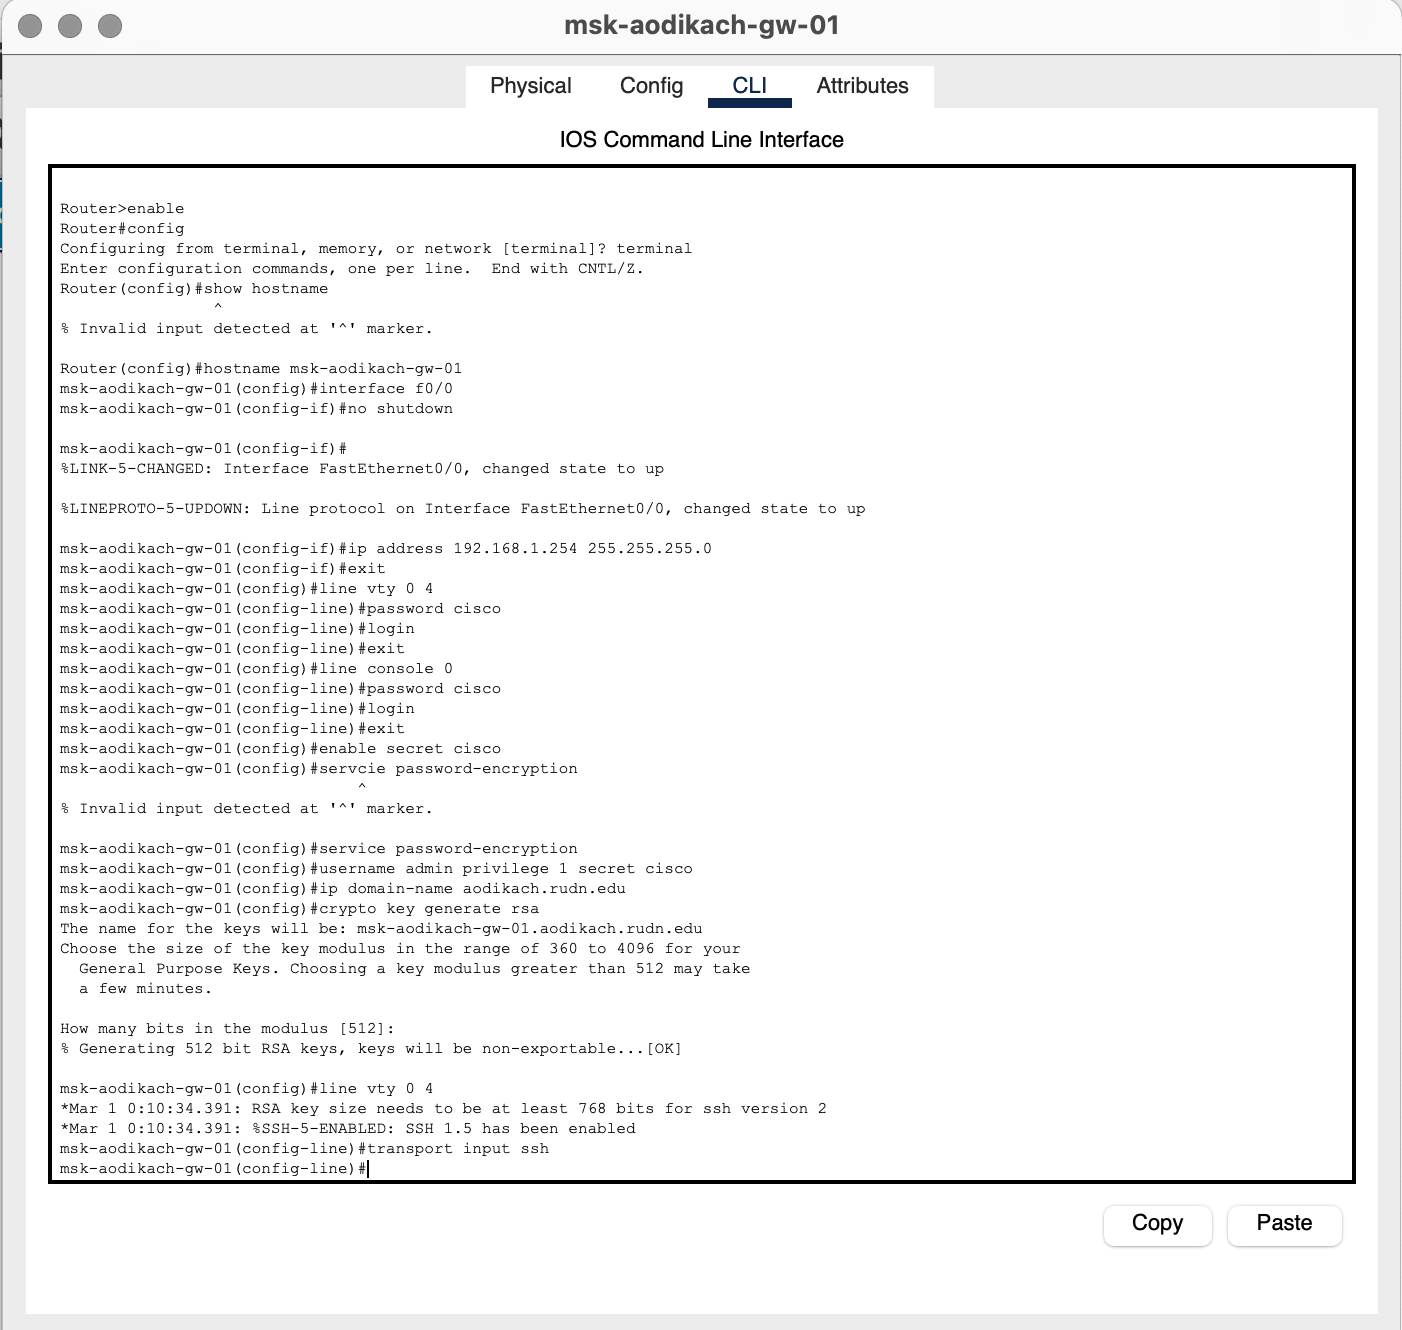 msk-aodikach-gw-01
Physical Config CLI Attributes
IOS Command Line Interface
Router>enable
Router#config
Configuring from terminal, memory, or network [terminal]? terminal
Enter configuration commands, one per line.  End with CNTL/Z.
Router(config)#show hostname
^
% Invalid input detected at '^' marker.
Router(config)#hostname msk-aodikach-gw-01
msk-aodikach-gw-01(config)#interface f0/0
msk-aodikach-gw-01(config-if)#no shutdown
msk-aodikach-gw-01(config-if)#
%LINK-5-CHANGED: Interface FastEthernet0/0, changed state to up
%LINEPROTO-5-UPDOWN: Line protocol on Interface FastEthernet0/0, changed state to up
msk-aodikach-gw-01(config-if)#ip address 192.168.1.254 255.255.255.0
msk-aodikach-gw-01(config-if)#exit
msk-aodikach-gw-01(config)#line vty 0 4
msk-aodikach-gw-01(config-line)#password cisco
msk-aodikach-gw-01(config-line)#login
msk-aodikach-gw-01(config-line)#exit
msk-aodikach-gw-01(config)#line console 0
msk-aodikach-gw-01(config-line)#password cisco
msk-aodikach-gw-01(config-line)#login
msk-aodikach-gw-01(config-line)#exit
msk-aodikach-gw-01(config)#enable secret cisco
msk-aodikach-gw-01(config)#servcie password-encryption
^
% Invalid input detected at '^' marker.
msk-aodikach-gw-01(config)#service password-encryption
msk-aodikach-gw-01(config)#username admin privilege 1 secret cisco
msk-aodikach-gw-01(config)#ip domain-name aodikach.rudn.edu
msk-aodikach-gw-01(config)#crypto key generate rsa
The name for the keys will be: msk-aodikach-gw-01.aodikach.rudn.edu
Choose the size of the key modulus in the range of 360 to 4096 for your
General Purpose Keys. Choosing a key modulus greater than 512 may take
a few minutes.
How many bits in the modulus [512]:
% Generating 512 bit RSA keys, keys will be non-exportable...[OK]
msk-aodikach-gw-01(config)#line vty 0 4
*Mar 1 0:10:34.391: RSA key size needs to be at least 768 bits for ssh version 2
*Mar 1 0:10:34.391: %SSH-5-ENABLED: SSH 1.5 has been enabled
msk-aodikach-gw-01(config-line)#transport input ssh
msk-aodikach-gw-01(config-line)#
Copy Paste